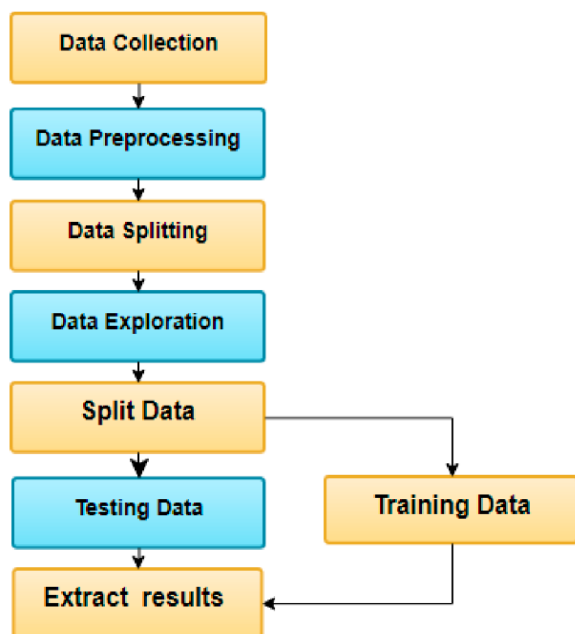 Data Collection
Data Preprocessing
Data Splitting
Data Exploration
Split Data
Testing Data
Training Data
Extract results